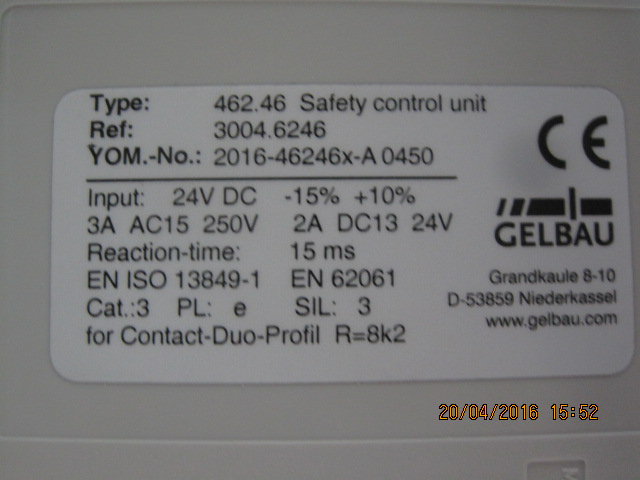 Type: 462.46 Safety control unit
Ref: 3004.6246
YOM.-No.: 2016-46246x-A 0450
CE
Input: 24V DC -15% +10%
3A AC15 250V 2A DC13 24V
Reaction-time: 15 ms
EN ISO 13849-1 EN 62061
Cat.:3 PL: e SIL: 3
for Contact-Duo-Profil R=8k2
GELBAU
Grandkaule 8-10
D-53859 Niederkassel
www.gelbau.com
20/04/2016 15:52